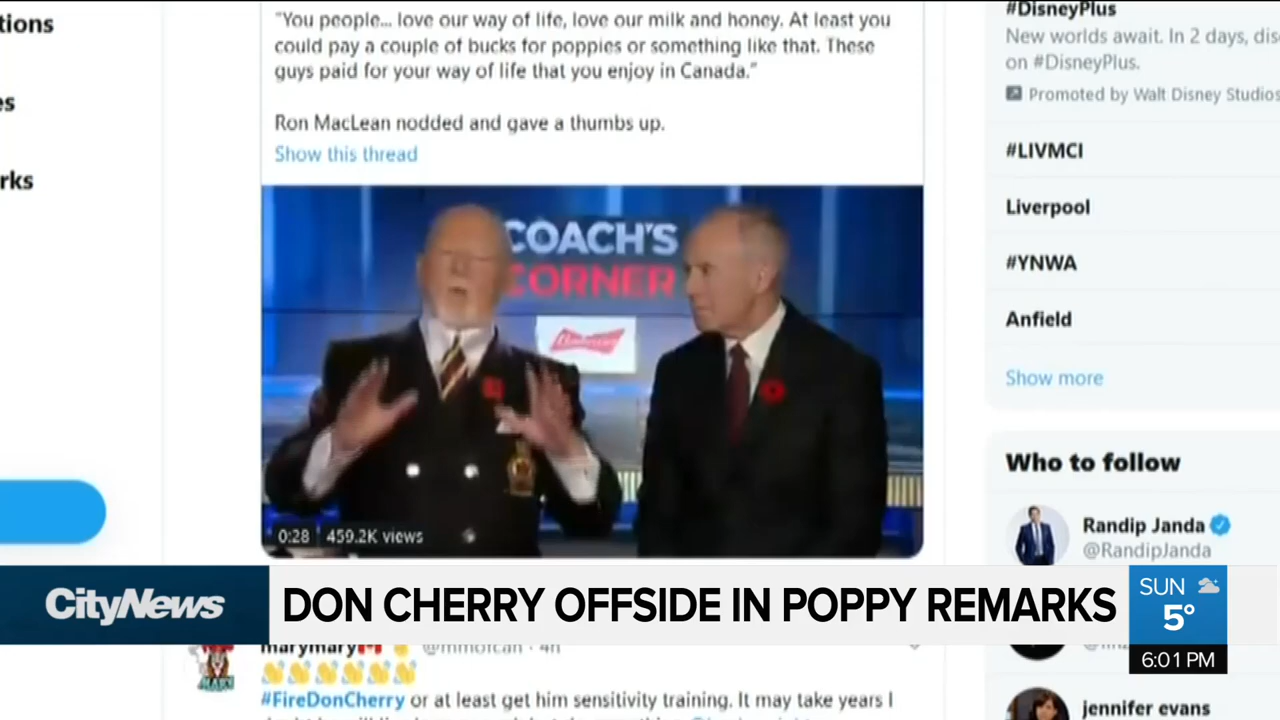 tions
es
rks
"You people... love our way of life, love our milk and honey. At least you
could pay a couple of bucks for poppies or something like that. These
guys paid for your way of life that you enjoy in Canada."
Ron MacLean nodded and gave a thumbs up.
Show this thread
COACH'S
CORNER
Budweiser
0:28 459.2K views
#DisneyPlus
New worlds await. In 2 days, disc
on #DisneyPlus.
Promoted by Walt Disney Studios
#LIVMCI
Liverpool
#YNWA
Anfield
Show more
Who to follow
Randip Janda
@RandipJanda
CityNews
DON CHERRY OFFSIDE IN POPPY REMARKS
SUN
5°
6:01 PM
marymary
#FireDonCherry or at least get him sensitivity training. It may take years I
jennifer evans